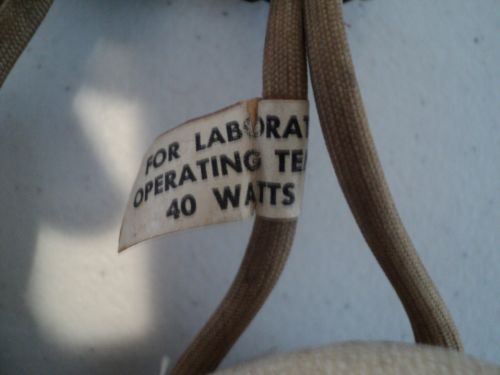 FOR LABORAT
OPERATING TE
40 WATTS